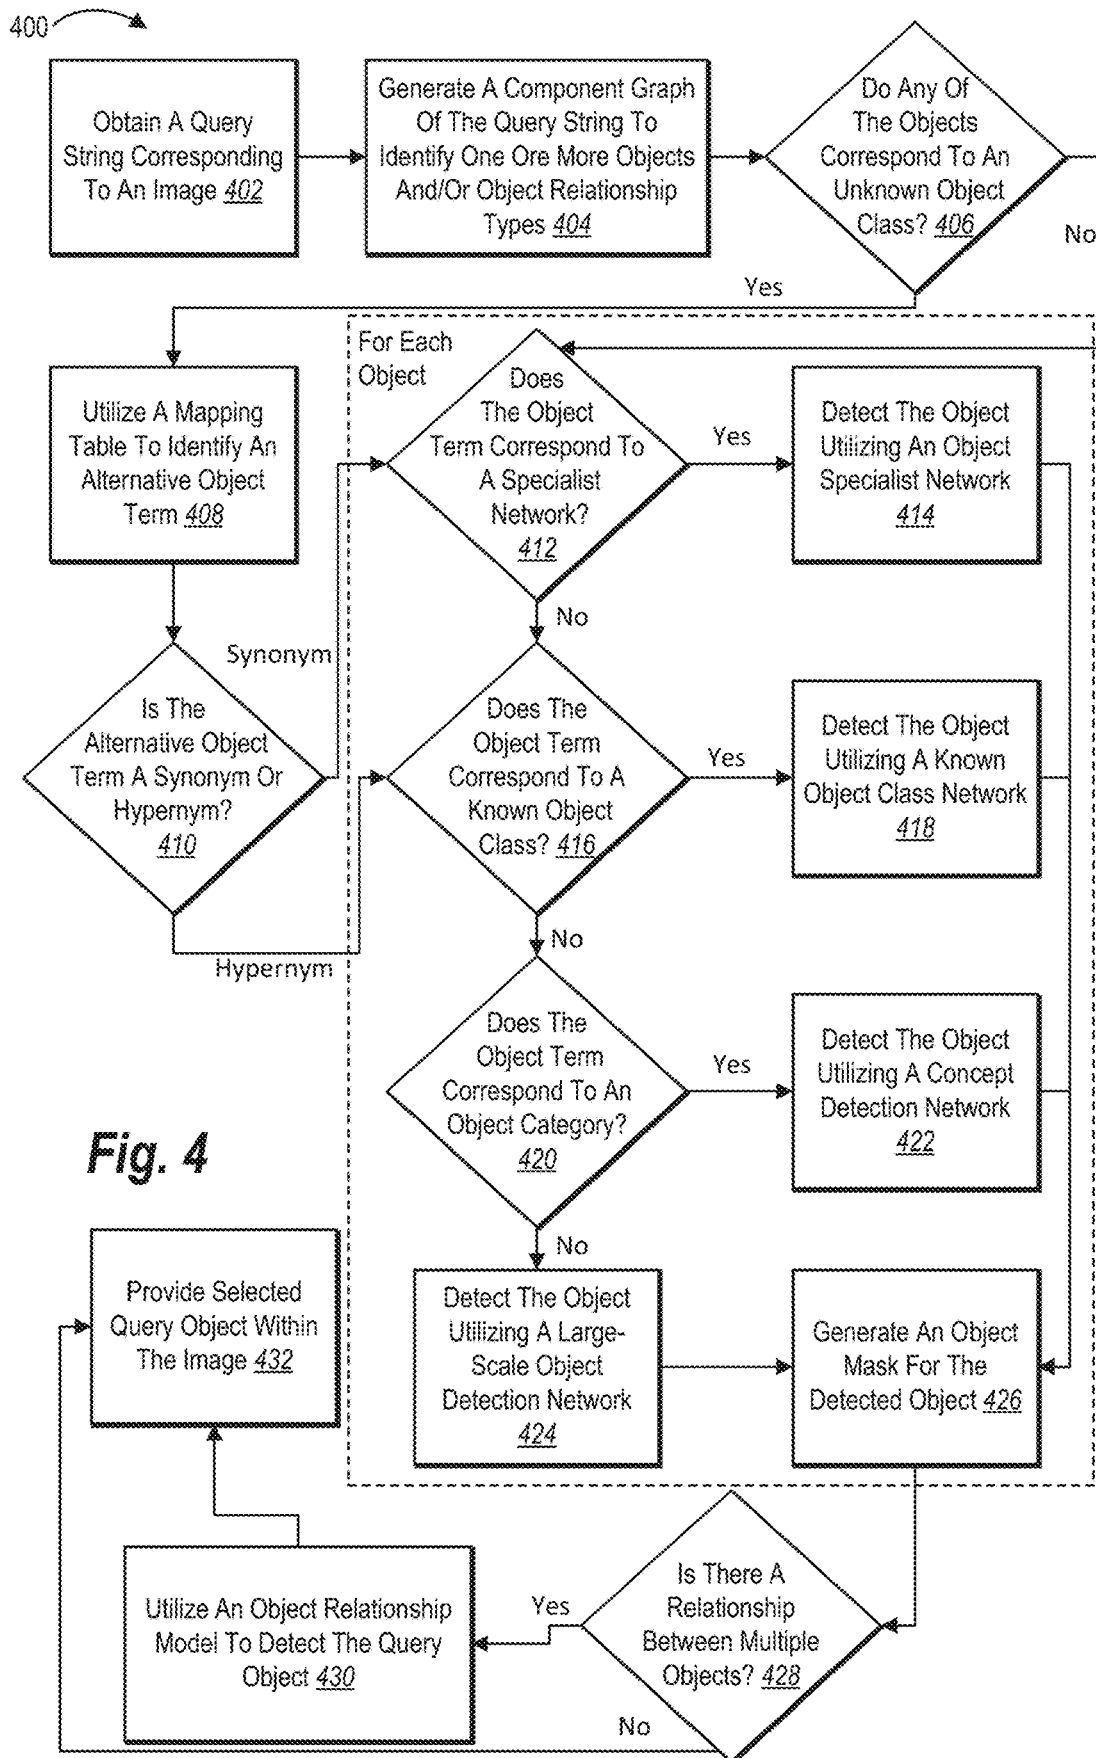 400
Obtain A Query
String Corresponding
To An Image 402
Generate A Component Graph
Of The Query String To
Identify One Ore More Objects
And/Or Object Relationship
Types 404
Do Any Of
The Objects
Correspond To An
Unknown Object
Class? 406
No
Yes
For Each
Object
Utilize A Mapping
Table To Identify An
Alternative Object
Term 408
Does
The Object
Term Correspond To
A Specialist
Network?
412
Yes
Detect The Object
Utilizing An Object
Specialist Network
414
No
Synonym
Is The
Alternative Object
Term A Synonym Or
Hypernym?
410
Does The
Object Term
Correspond To A
Known Object
Class? 416
Yes
Detect The Object
Utilizing A Known
Object Class Network
418
No
Hypernym
Does The
Object Term
Correspond To An
Object Category?
420
Yes
Detect The Object
Utilizing A Concept
Detection Network
422
Fig. 4
No
Provide Selected
Query Object Within
The Image 432
Detect The Object
Utilizing A Large-
Scale Object
Detection Network
424
Generate An Object
Mask For The
Detected Object 426
Utilize An Object Relationship
Model To Detect The Query
Object 430
Yes
Is There A
Relationship
Between Multiple
Objects? 428
No